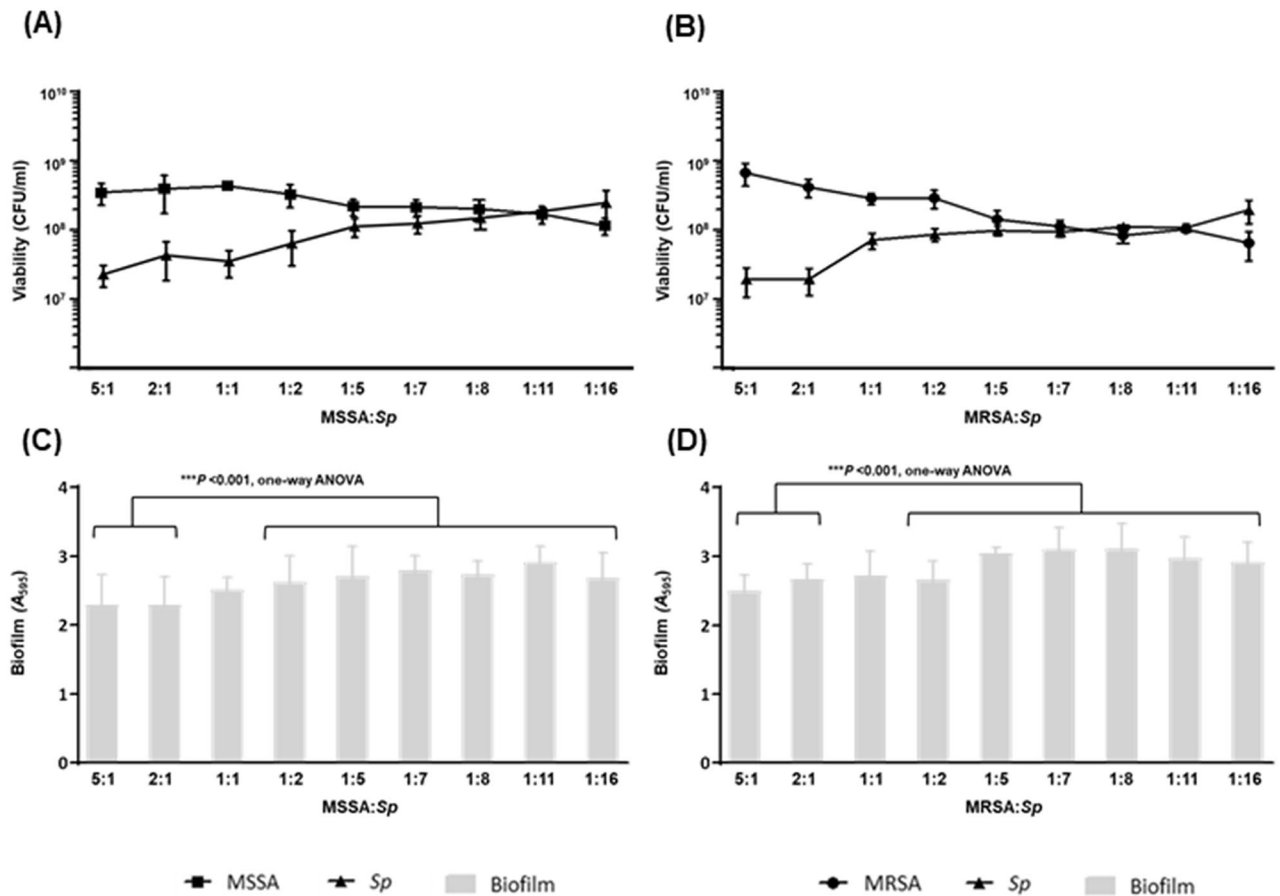 (A)
Viability (CFU/ml)
10¹⁰
10⁹
10⁸
10⁷
5:1 2:1 1:1 1:2 1:5 1:7 1:8 1:11 1:16
MSSA:Sp
(B)
Viability (CFU/ml)
10¹⁰
10⁹
10⁸
10⁷
5:1 2:1 1:1 1:2 1:5 1:7 1:8 1:11 1:16
MRSA:Sp
(C)
***P <0.001, one-way ANOVA
Biofilm (A₅₉₅)
4
3
2
1
0
5:1 2:1 1:1 1:2 1:5 1:7 1:8 1:11 1:16
MSSA:Sp
MSSA Sp Biofilm
(D)
***P <0.001, one-way ANOVA
Biofilm (A₅₉₅)
4
3
2
1
0
5:1 2:1 1:1 1:2 1:5 1:7 1:8 1:11 1:16
MRSA:Sp
MRSA Sp Biofilm